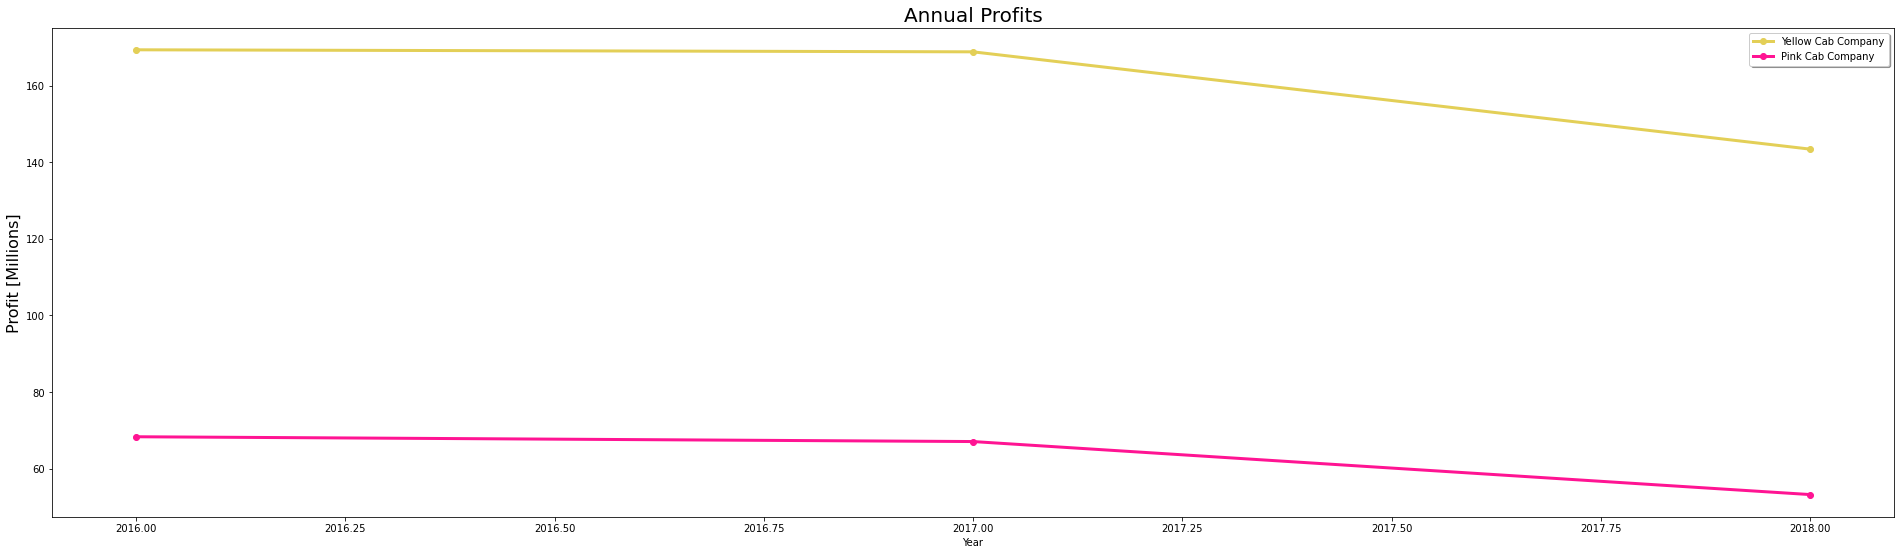 Annual Profits
Yellow Cab Company
Pink Cab Company
Profit [Millions]
160
140
120
100
80
60
2016.00 2016.25 2016.50 2016.75 2017.00 2017.25 2017.50 2017.75 2018.00
Year